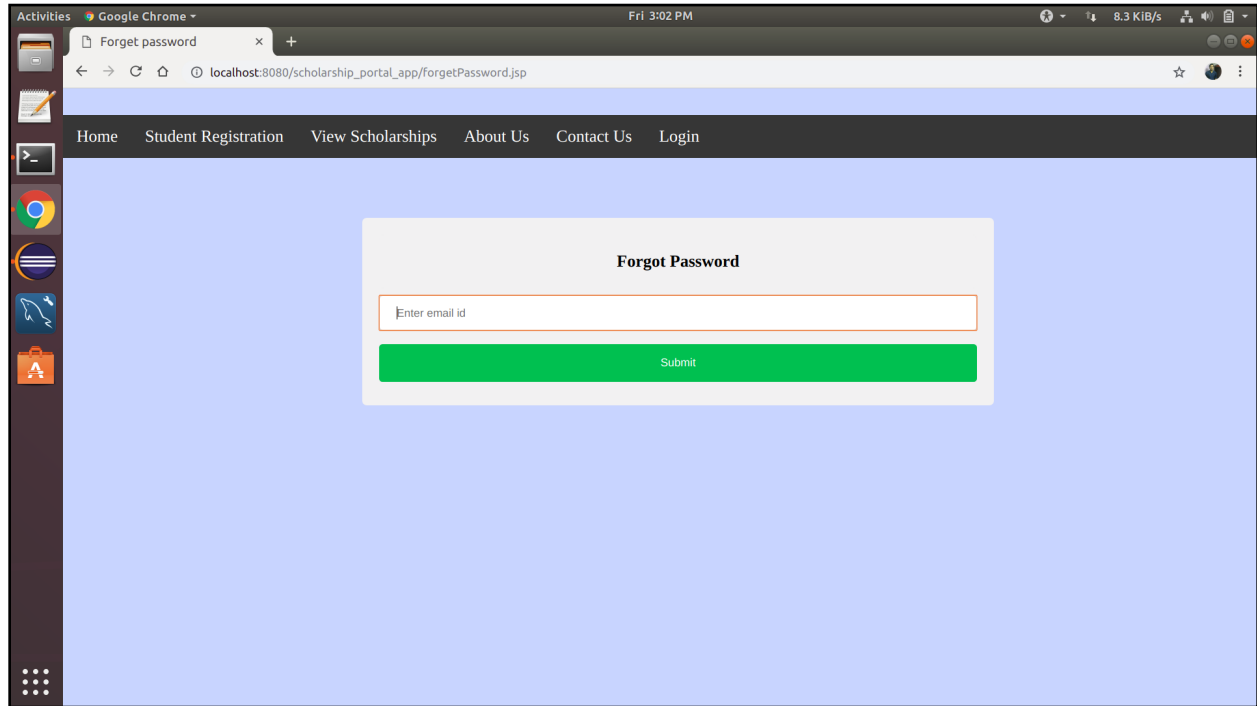 Activities Google Chrome Fri 3:02 PM 8.3 KiB/s
Forget password
localhost:8080/scholarship_portal_app/forgetPassword.jsp
Home Student Registration View Scholarships About Us Contact Us Login
Forgot Password
Enter email id
Submit